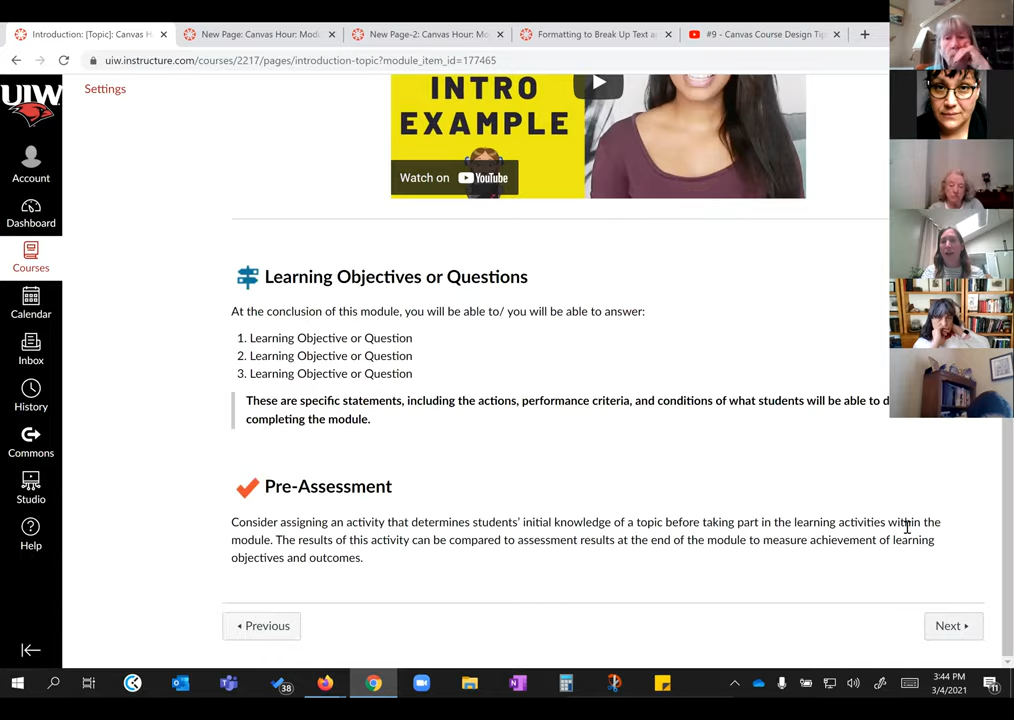 Introduction: [Topic]: Canvas H
New Page: Canvas Hour: Modu
New Page-2: Canvas Hour: Mo
Formatting to Break Up Text a
#9 - Canvas Course Design Tip
uiw.instructure.com/courses/2217/pages/introduction-topic?module_item_id=177465
UIW
Account
Dashboard
Courses
Calendar
Inbox
History
Commons
Studio
Help
Settings
INTRO
EXAMPLE
Watch on YouTube
Learning Objectives or Questions
At the conclusion of this module, you will be able to/ you will be able to answer:
1. Learning Objective or Question
2. Learning Objective or Question
3. Learning Objective or Question
These are specific statements, including the actions, performance criteria, and conditions of what students will be able to d
completing the module.
Pre-Assessment
Consider assigning an activity that determines students' initial knowledge of a topic before taking part in the learning activities within the
module. The results of this activity can be compared to assessment results at the end of the module to measure achievement of learning
objectives and outcomes.
Previous
Next
38
3:44 PM
3/4/2021
11